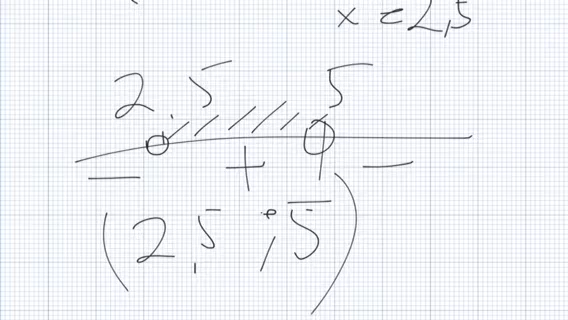 x = 2,5
2,5 5
- + -
(2,5 ; 5)